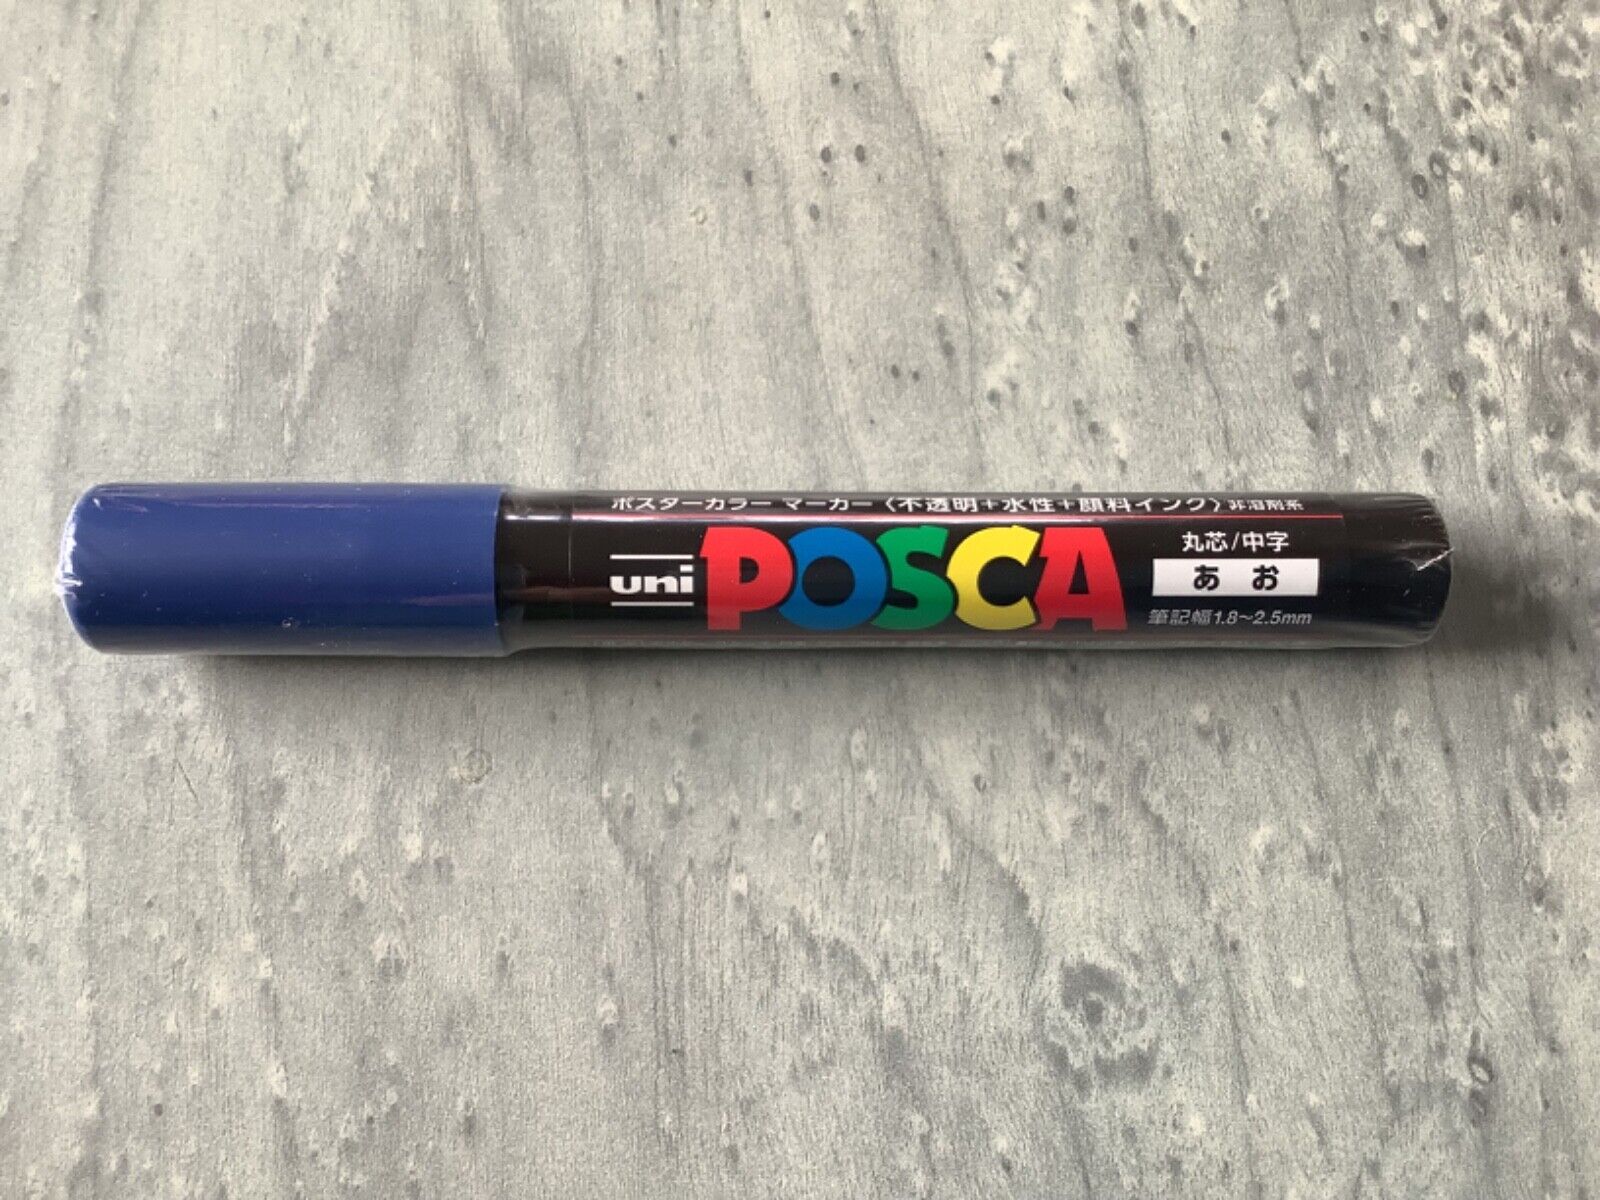 ポスターカラー マーカー〈不透明＋水性＋顔料インク〉非溶剤系
uni POSCA
丸芯/中字
あお
筆記幅1.8～2.5mm